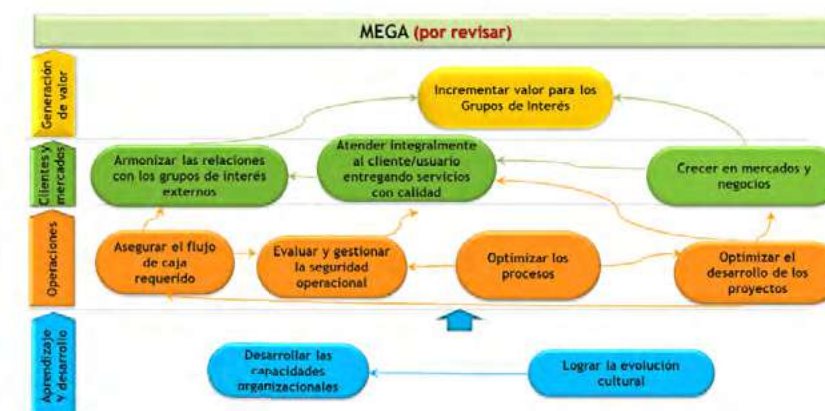 MEGA (por revisar)
Generación
de valor
Incrementar valor para los
Grupos de Interés
Clientes y
mercados
Armonizar las relaciones
con los grupos de interés
externos
Atender integralmente
al cliente/usuario
entregando servicios
con calidad
Crecer en mercados y
negocios
Operaciones
Asegurar el flujo
de caja
requerido
Evaluar y gestionar
la seguridad
operacional
Optimizar los
procesos
Optimizar el
desarrollo de los
proyectos
Aprendizaje
y desarrollo
Desarrollar las
capacidades
organizacionales
Lograr la evolución
cultural